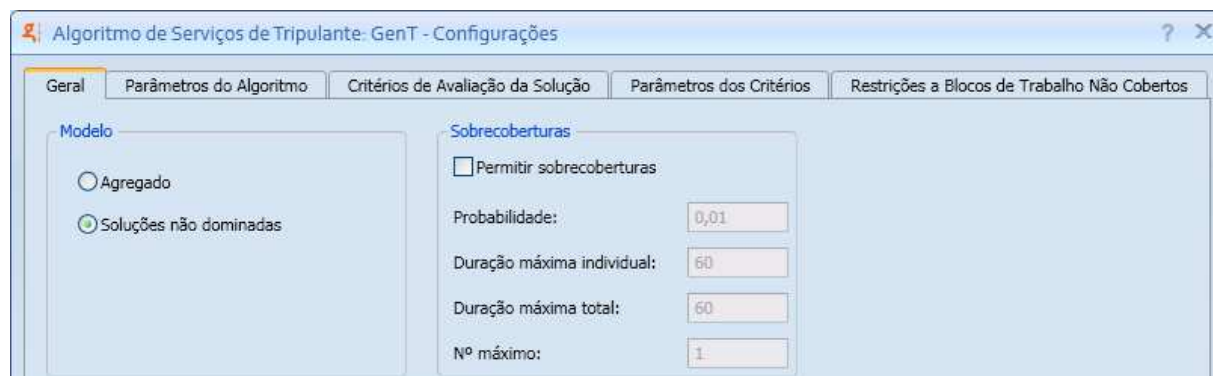 Algoritmo de Serviços de Tripulante: GenT - Configurações
Geral
Parâmetros do Algoritmo
Critérios de Avaliação da Solução
Parâmetros dos Critérios
Restrições a Blocos de Trabalho Não Cobertos
Modelo
Agregado
Soluções não dominadas
Sobrecoberturas
Permitir sobrecoberturas
Probabilidade: 0,01
Duração máxima individual: 60
Duração máxima total: 60
Nº máximo: 1